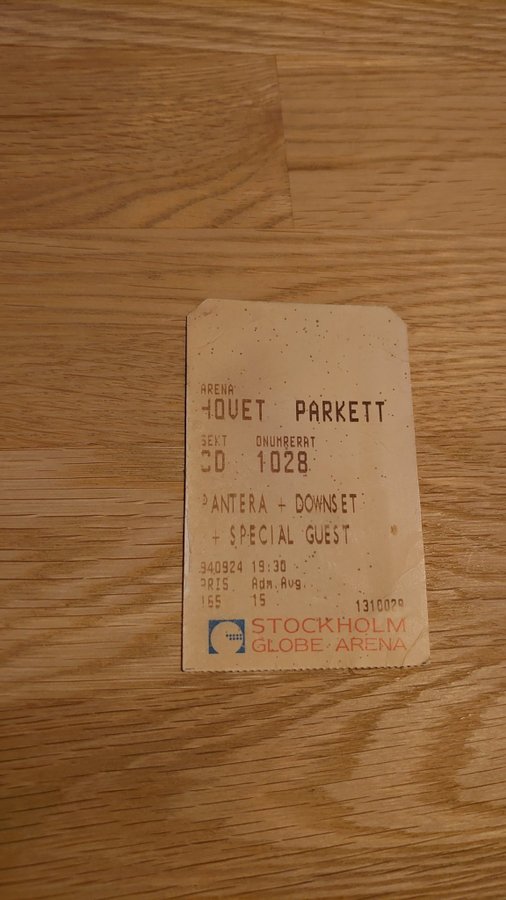 ARENA
HOVET PARKETT
SEKT ONUMRERAT
CD 1028
PANTERA + DOWNSET
+ SPECIAL GUEST
940924 19:30
PRIS Adm.Avg.
165 15 1310029
STOCKHOLM
GLOBE ARENA